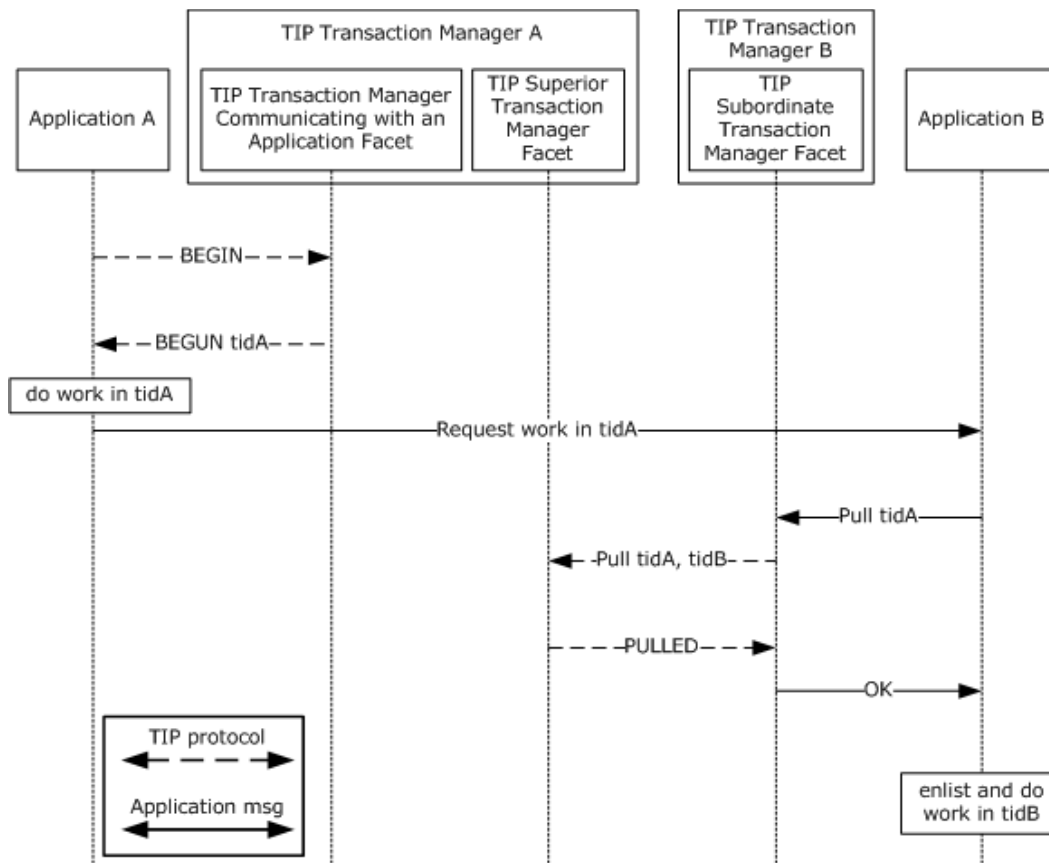 TIP Transaction Manager A
TIP Transaction
Manager B
Application A
TIP Transaction Manager
Communicating with an
Application Facet
TIP Superior
Transaction
Manager
Facet
TIP
Subordinate
Transaction
Manager Facet
Application B
BEGIN
BEGUN tidA
do work in tidA
Request work in tidA
Pull tidA
Pull tidA, tidB
PULLED
OK
TIP protocol
Application msg
enlist and do
work in tidB